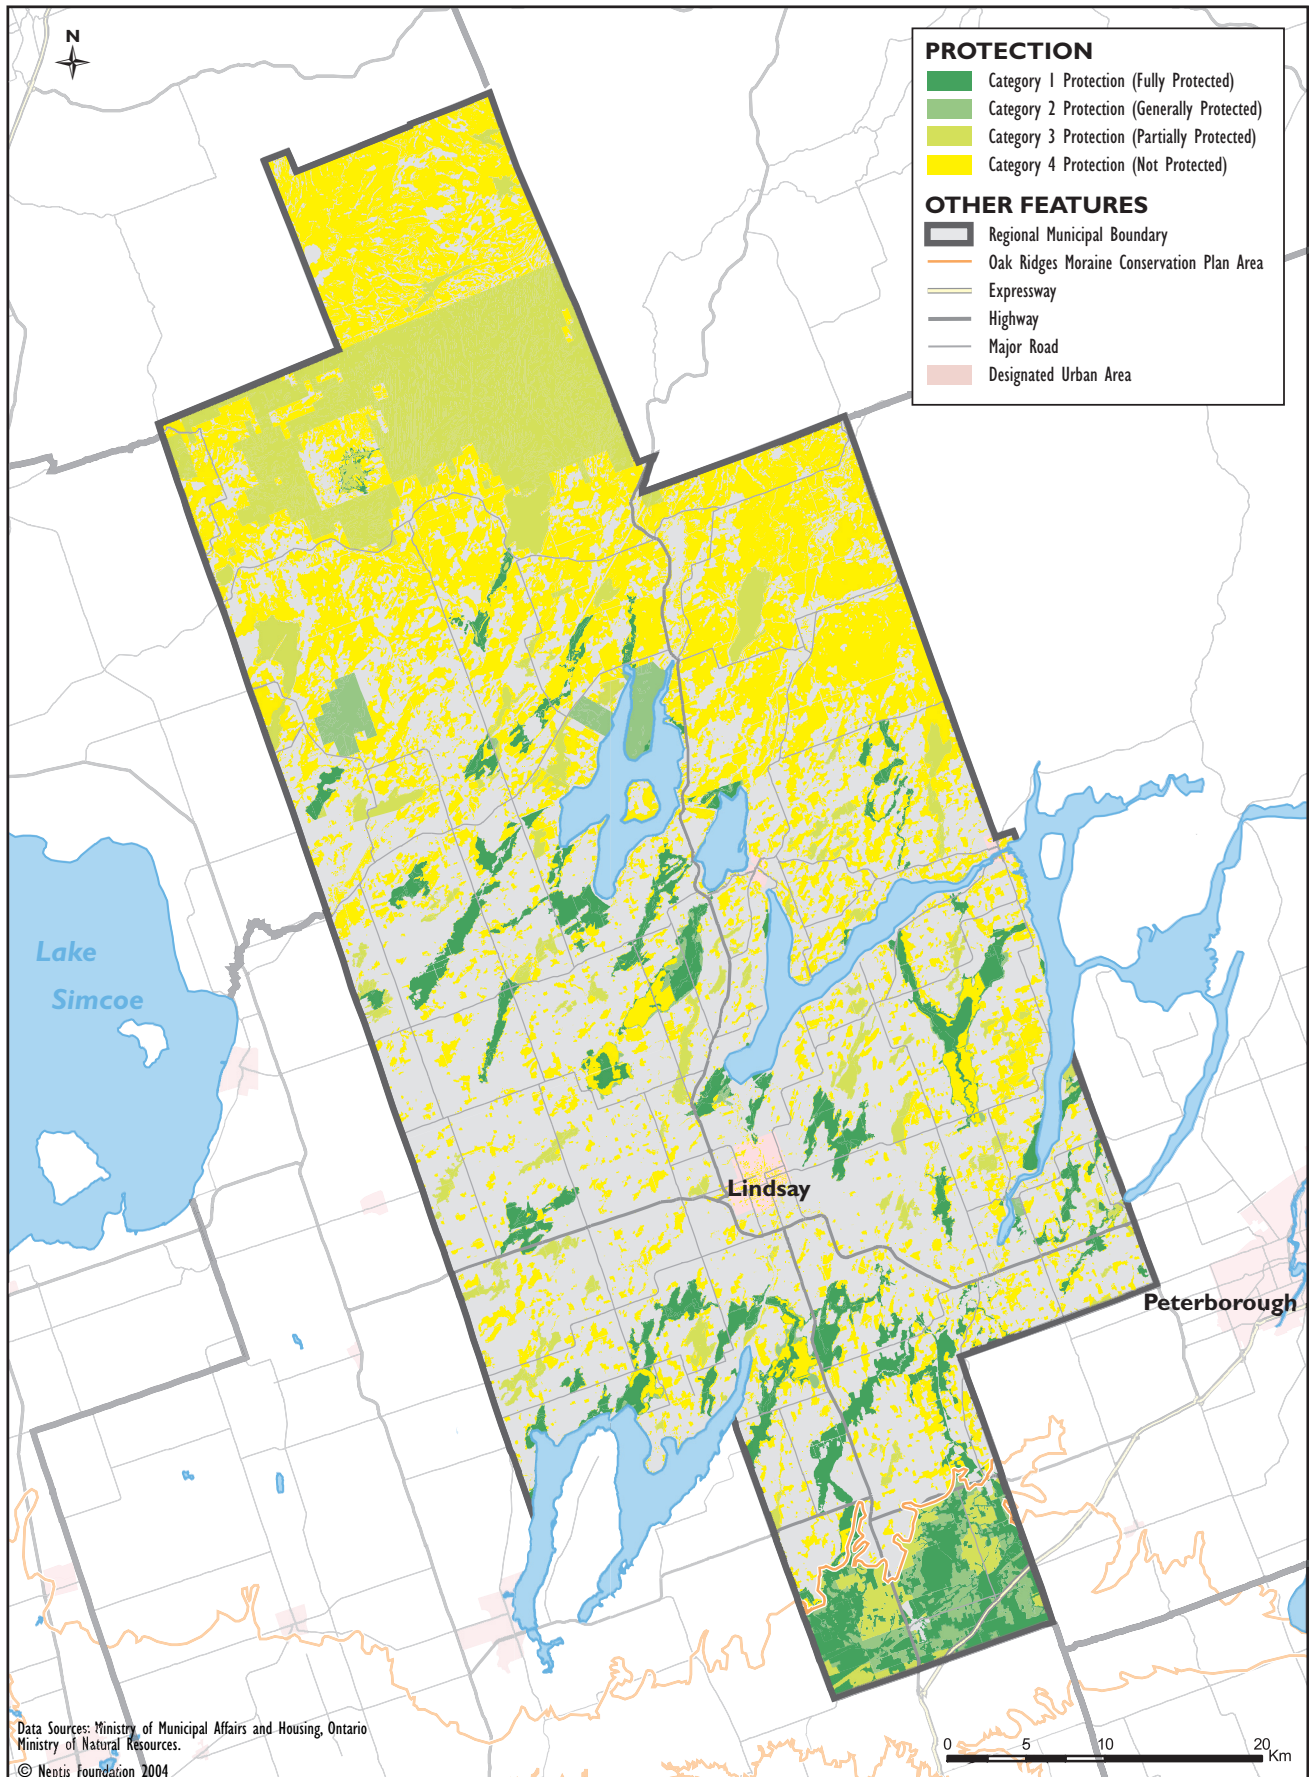 N
PROTECTION
Category 1 Protection (Fully Protected)
Category 2 Protection (Generally Protected)
Category 3 Protection (Partially Protected)
Category 4 Protection (Not Protected)
OTHER FEATURES
Regional Municipal Boundary
Oak Ridges Moraine Conservation Plan Area
Expressway
Highway
Major Road
Designated Urban Area
Lake
Simcoe
Lindsay
Peterborough
Data Sources: Ministry of Municipal Affairs and Housing, Ontario
Ministry of Natural Resources.
© Neptis Foundation 2004
0 5 10 20 Km